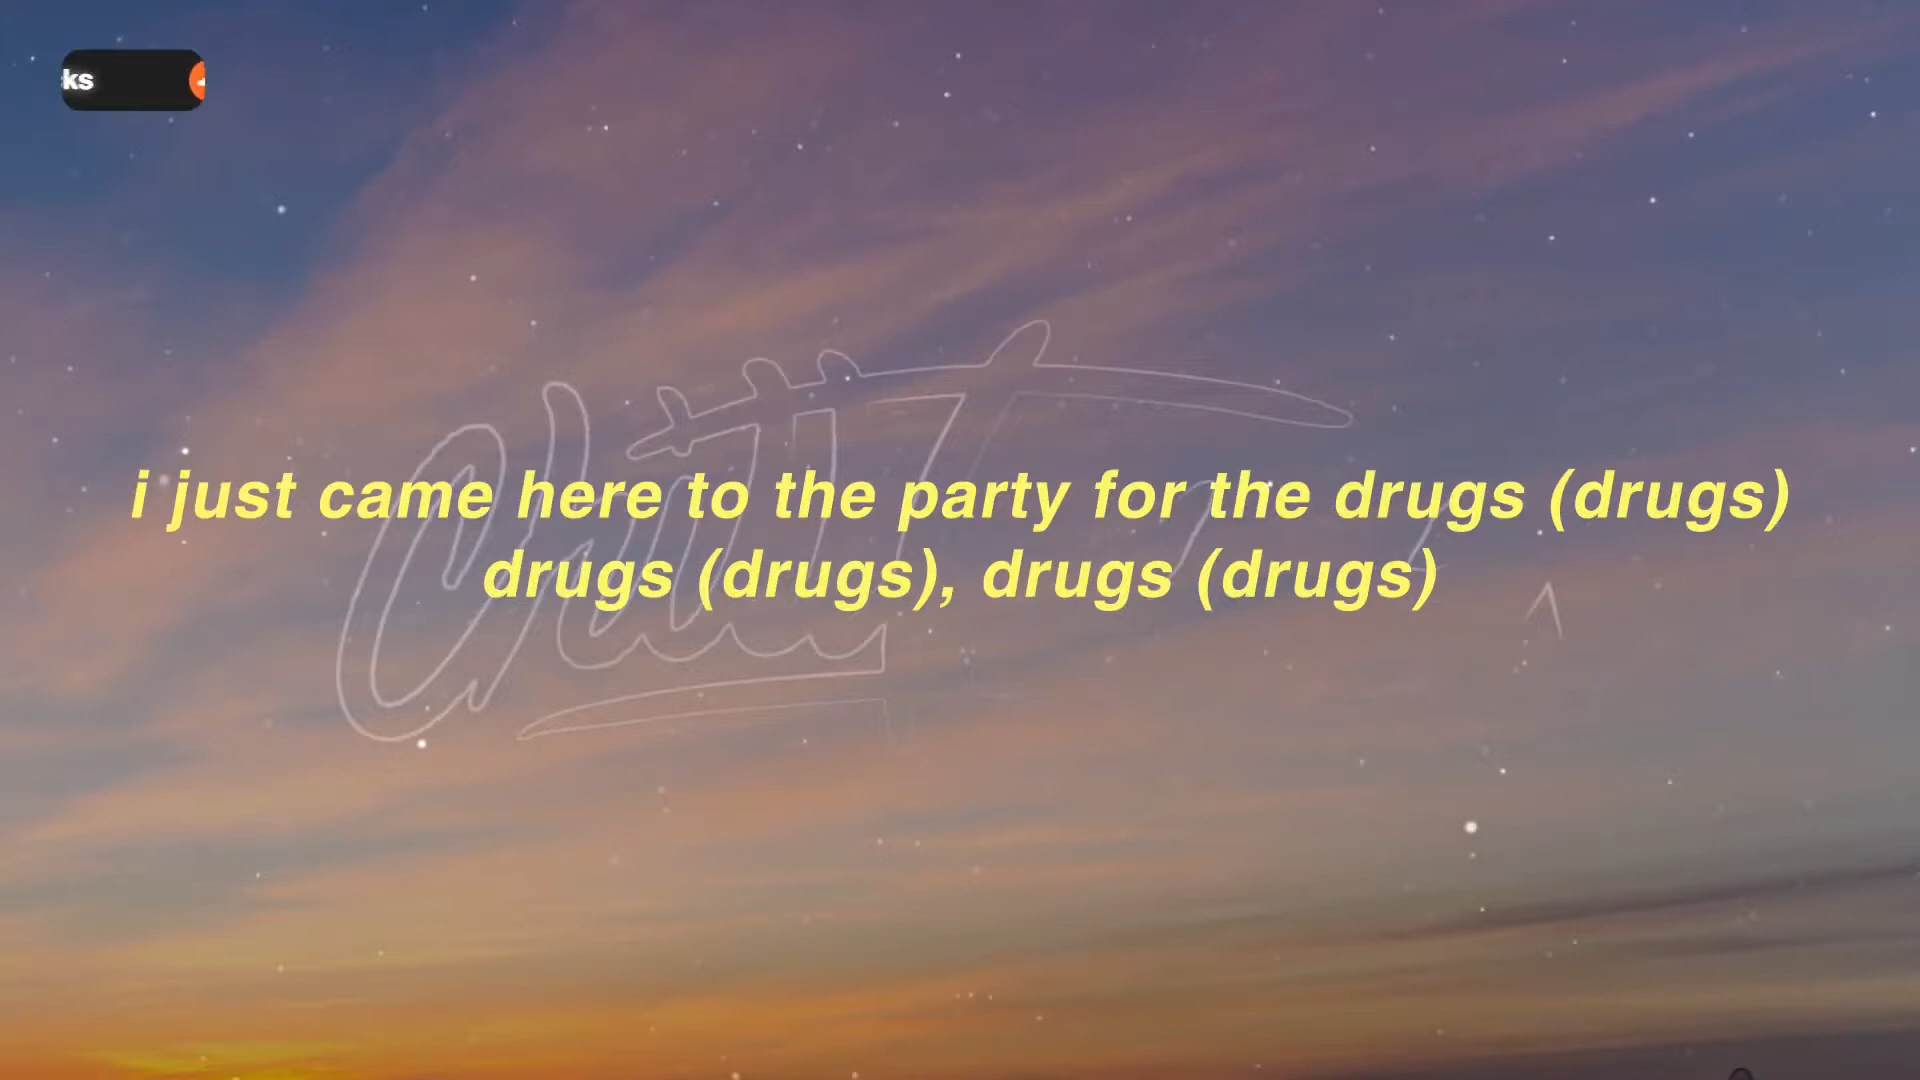 ks
i just came here to the party for the drugs (drugs)
drugs (drugs), drugs (drugs)